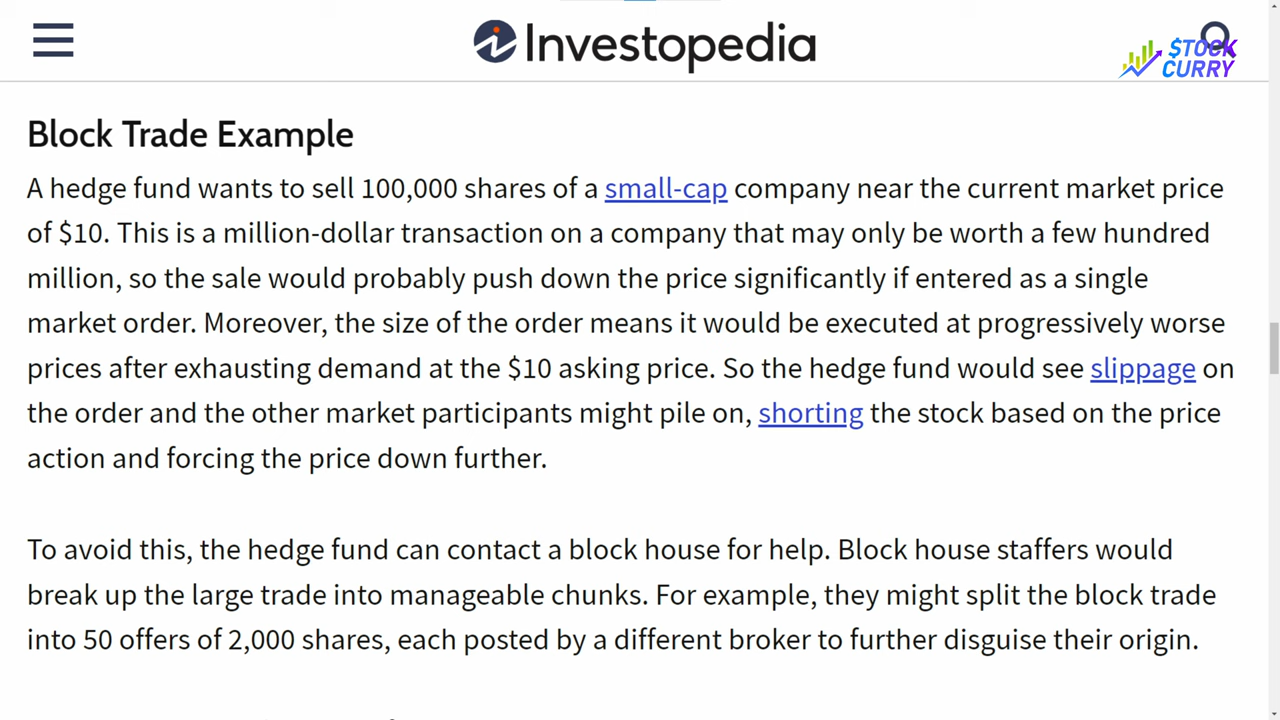 Investopedia
$TOCK
CURRY
Block Trade Example
A hedge fund wants to sell 100,000 shares of a small-cap company near the current market price
of $10. This is a million-dollar transaction on a company that may only be worth a few hundred
million, so the sale would probably push down the price significantly if entered as a single
market order. Moreover, the size of the order means it would be executed at progressively worse
prices after exhausting demand at the $10 asking price. So the hedge fund would see slippage on
the order and the other market participants might pile on, shorting the stock based on the price
action and forcing the price down further.
To avoid this, the hedge fund can contact a block house for help. Block house staffers would
break up the large trade into manageable chunks. For example, they might split the block trade
into 50 offers of 2,000 shares, each posted by a different broker to further disguise their origin.